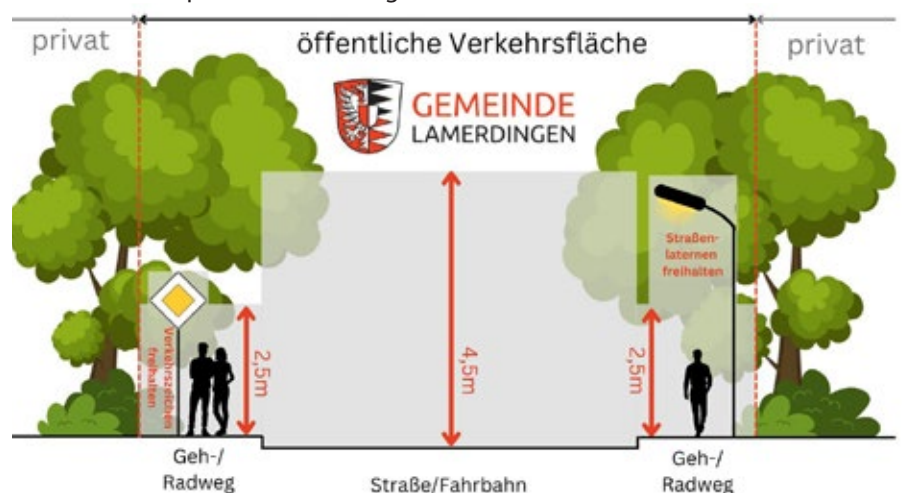 privat
öffentliche Verkehrsfläche
privat
GEMEINDE
LAMERDINGEN
Verkehrszeichen
freihalten
2,5m
4,5m
2,5m
Straßen-
laternen
freihalten
Geh-/
Radweg
Straße/Fahrbahn
Geh-/
Radweg